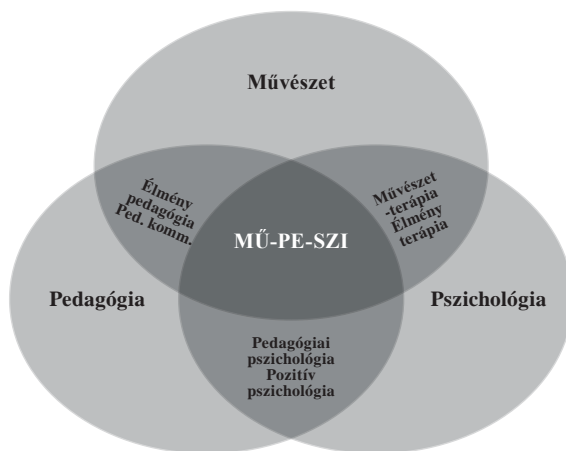 Művészet
Élmény
pedagógia
Ped. komm.
Művészet
-terápia
Élmény
terápia
MŰ-PE-SZI
Pedagógia
Pszichológia
Pedagógiai
pszichológia
Pozitív
pszichológia